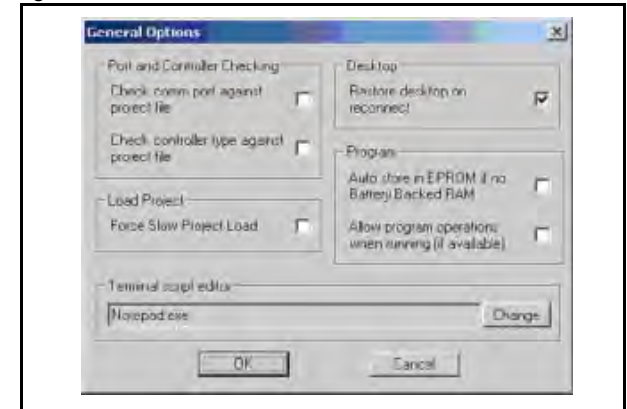 General Options
Port and Controller Checking
Check comm port against
project file
Check controller type against
project file
Load Project
Force Slow Project Load
Desktop
Restore desktop on
reconnect
Program
Auto store in EPROM if no
Battery Backed RAM
Allow program operations
when running (if available)
Terminal script editor
Notepad.exe
Change
OK
Cancel